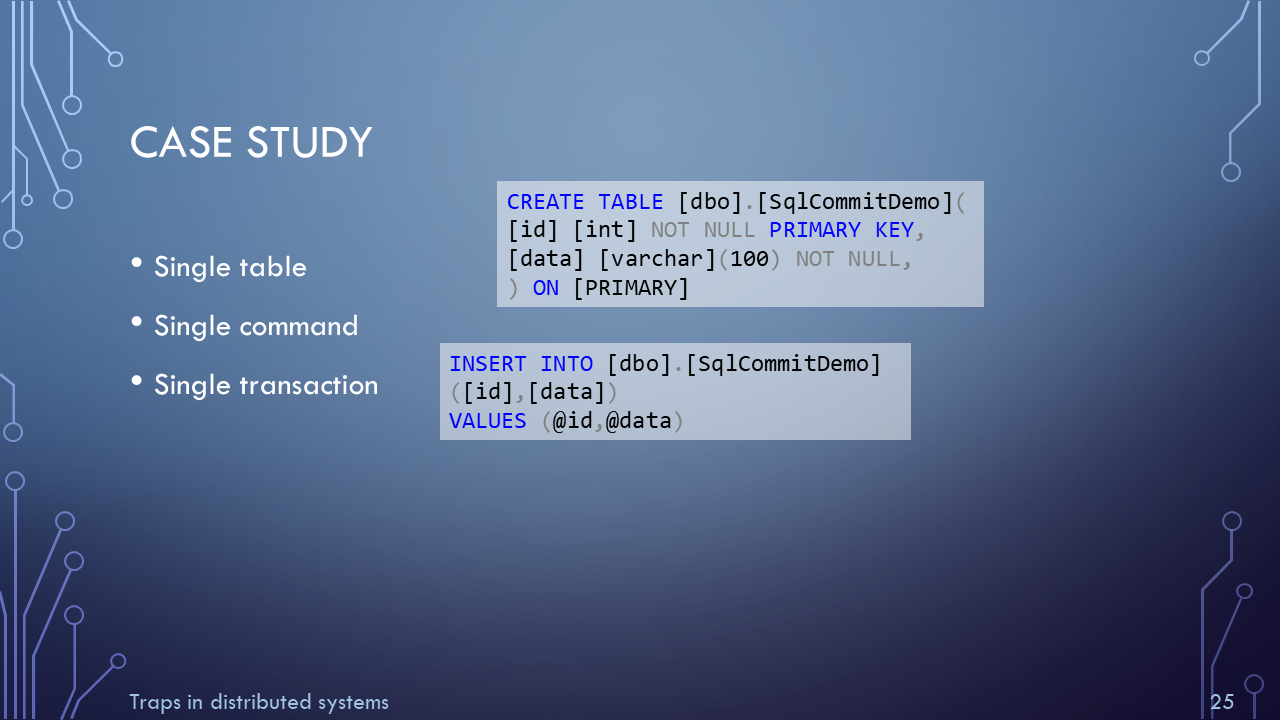 CASE STUDY
• Single table
• Single command
• Single transaction
CREATE TABLE [dbo].[SqlCommitDemo](
[id] [int] NOT NULL PRIMARY KEY,
[data] [varchar](100) NOT NULL,
) ON [PRIMARY]
INSERT INTO [dbo].[SqlCommitDemo]
([id],[data])
VALUES (@id,@data)
Traps in distributed systems
25